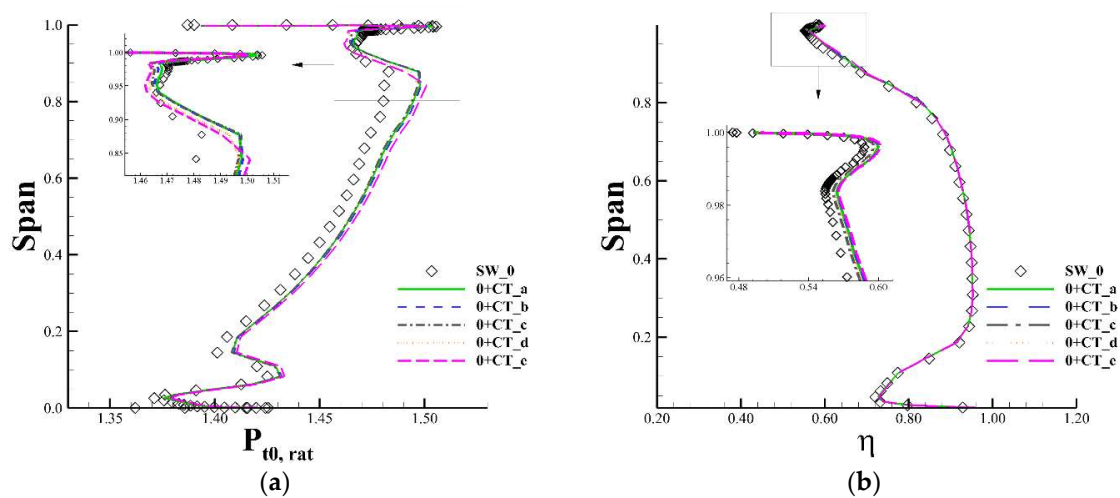 1.0
0.8
0.6
0.4
0.2
0.0
Span
1.00
0.95
0.90
0.85
1.46 1.47 1.48 1.49 1.50 1.51
SW_0
0+CT_a
0+CT_b
0+CT_c
0+CT_d
0+CT_e
1.40 1.45 1.50
Pt0, rat
(a)
1.0
0.8
0.6
0.4
0.2
Span
1.00
0.98
0.96
0.48 0.54 0.60
SW_0
0+CT_a
0+CT_b
0+CT_c
0+CT_d
0+CT_e
0.20 0.40 0.60 0.80 1.00 1.20
η
(b)